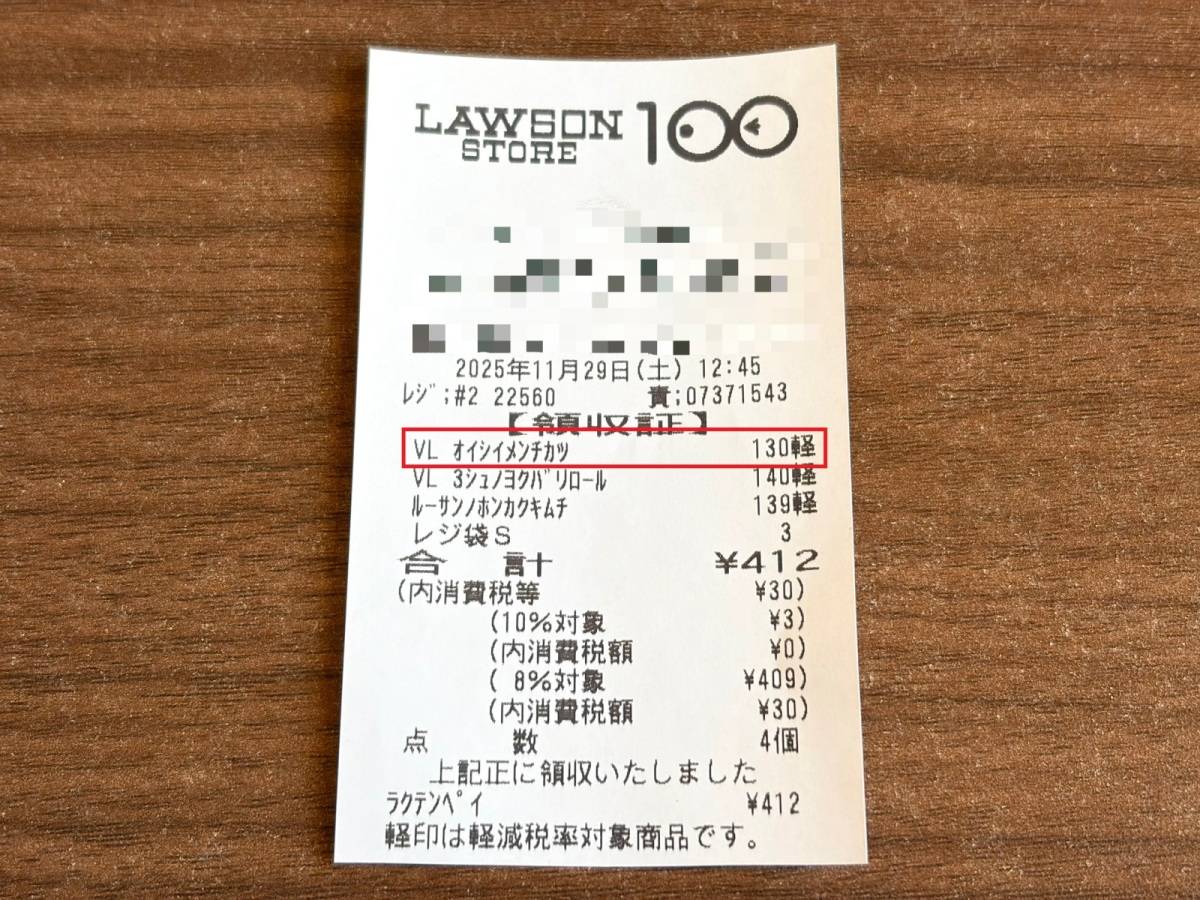 LAWSON
STORE 100
2025年11月29日(土) 12:45
レジ;#2 22560 責;07371543
【領収証】
VL オイシイメンチカツ 130軽
VL 3シュノヨクバリロール 140軽
ルーサンノホンカクキムチ 139軽
レジ袋S 3
合 計 ¥412
(内消費税等 ¥30)
(10%対象 ¥3)
(内消費税額 ¥0)
( 8%対象 ¥409)
(内消費税額 ¥30)
点 数 4個
上記正に領収いたしました
ラクテンペイ ¥412
軽印は軽減税率対象商品です。